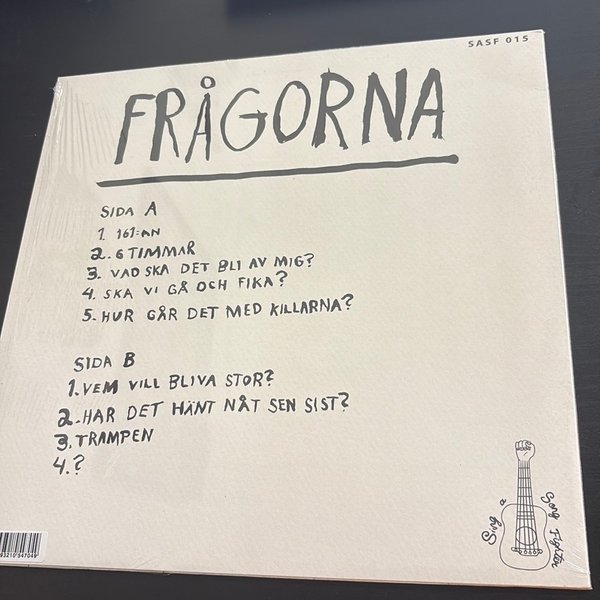 SASF 015
FRÅGORNA
SIDA A
1. 161:AN
2. 6 TIMMAR
3. VAD SKA DET BLI AV MIG?
4. SKA VI GÅ OCH FIKA?
5. HUR GÅR DET MED KILLARNA?
SIDA B
1. VEM VILL BLIVA STOR?
2. HAR DET HÄNT NÅT SEN SIST?
3. TRAMPEN
4. ?
Sing a Song Fighter
93210"547049